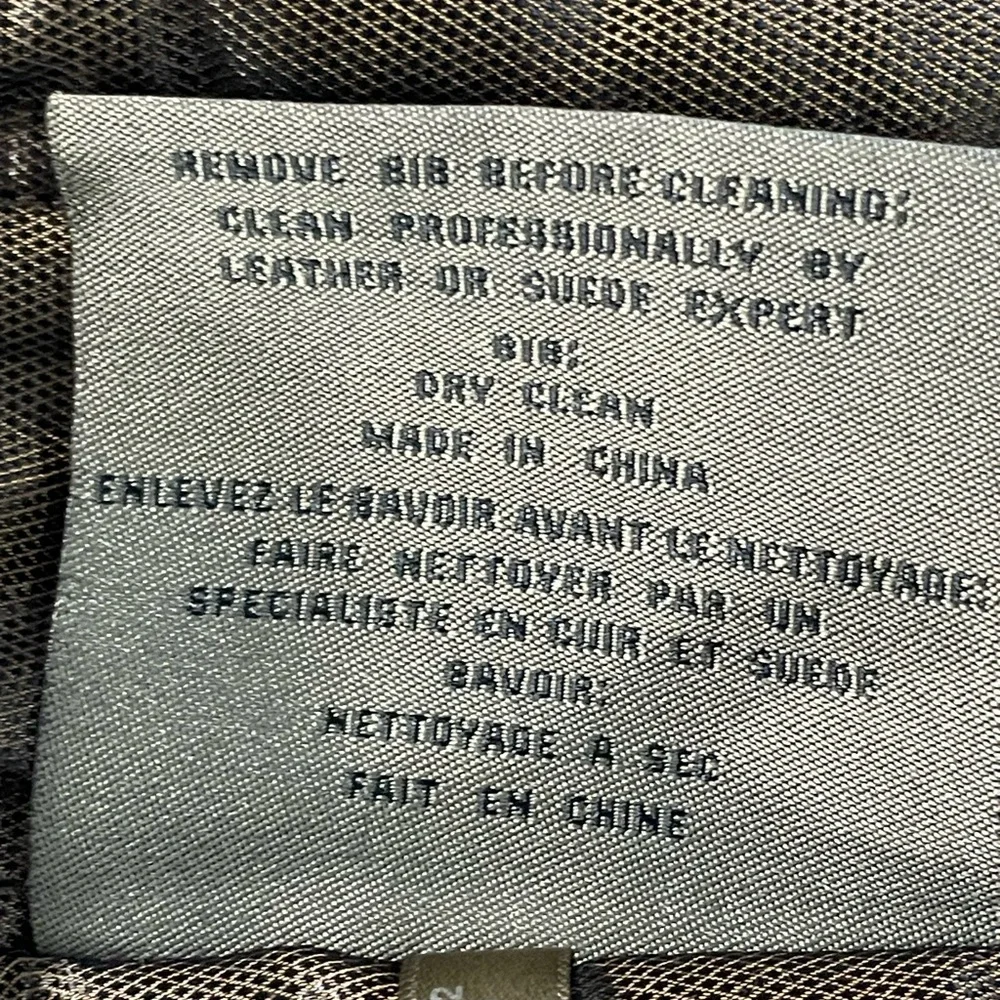 REMOVE BIB BEFORE CLEANING;
CLEAN PROFESSIONALLY BY
LEATHER OR SUEDE EXPERT
BIB:
DRY CLEAN
MADE IN CHINA
ENLEVEZ LE BAVOIR AVANT LE NETTOYAGE:
FAIRE NETTOYER PAR UN
SPECIALISTE EN CUIR ET SUEDE
BAVOIR:
NETTOYAGE A SEC
FAIT EN CHINE
2